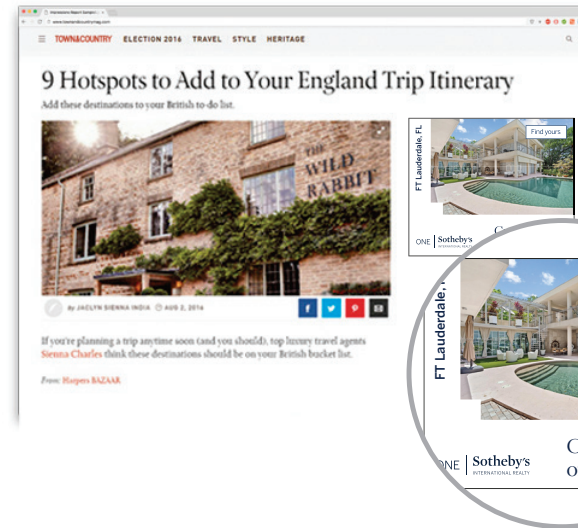 www.townandcountrymag.com
TOWN&COUNTRY ELECTION 2016 TRAVEL STYLE HERITAGE
9 Hotspots to Add to Your England Trip Itinerary
Add these destinations to your British to-do list.
THE
WILD
RABBIT
by JACLYN SIENNA INDIA AUG 2, 2016
If you're planning a trip anytime soon (and you should), top luxury travel agents
Sienna Charles think these destinations should be on your British bucket list.
From: Harpers BAZAAR
FT Lauderdale, FL
Find yours
ONE Sotheby's
INTERNATIONAL REALTY
C
FT Lauderdale,
ONE Sotheby's
INTERNATIONAL REALTY
C
O